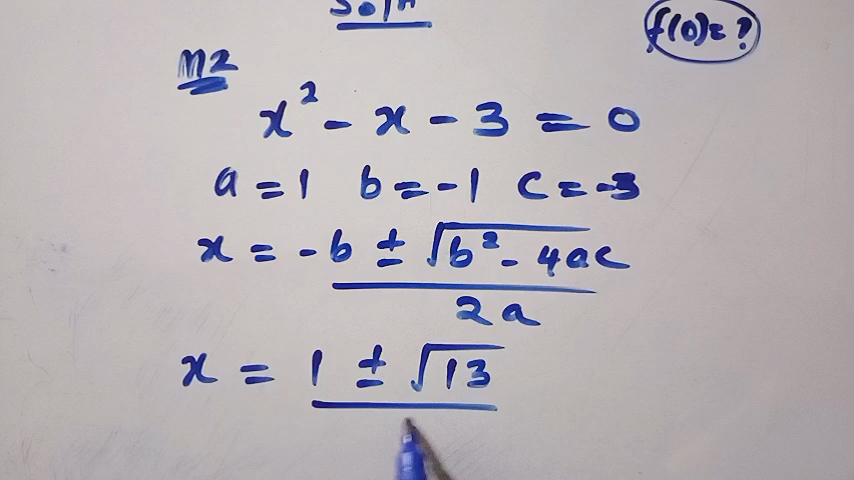 Soln
f(0)=?
M2
x² - x - 3 = 0
a = 1 b = -1 c = -3
x = -b ± √b² - 4ac
2a
x = 1 ± √13